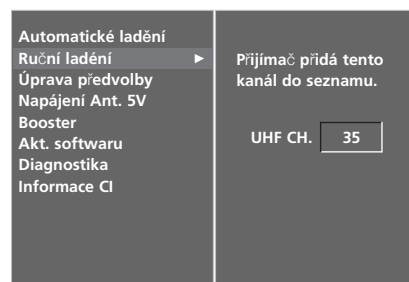 Automatické ladění
Ruční ladéní ►
Úprava předvolby
Napájení Ant. 5V
Booster
Akt. softwaru
Diagnostika
Informace CI
Přijímač přidá tento
kanál do seznamu.
UHF CH. 35